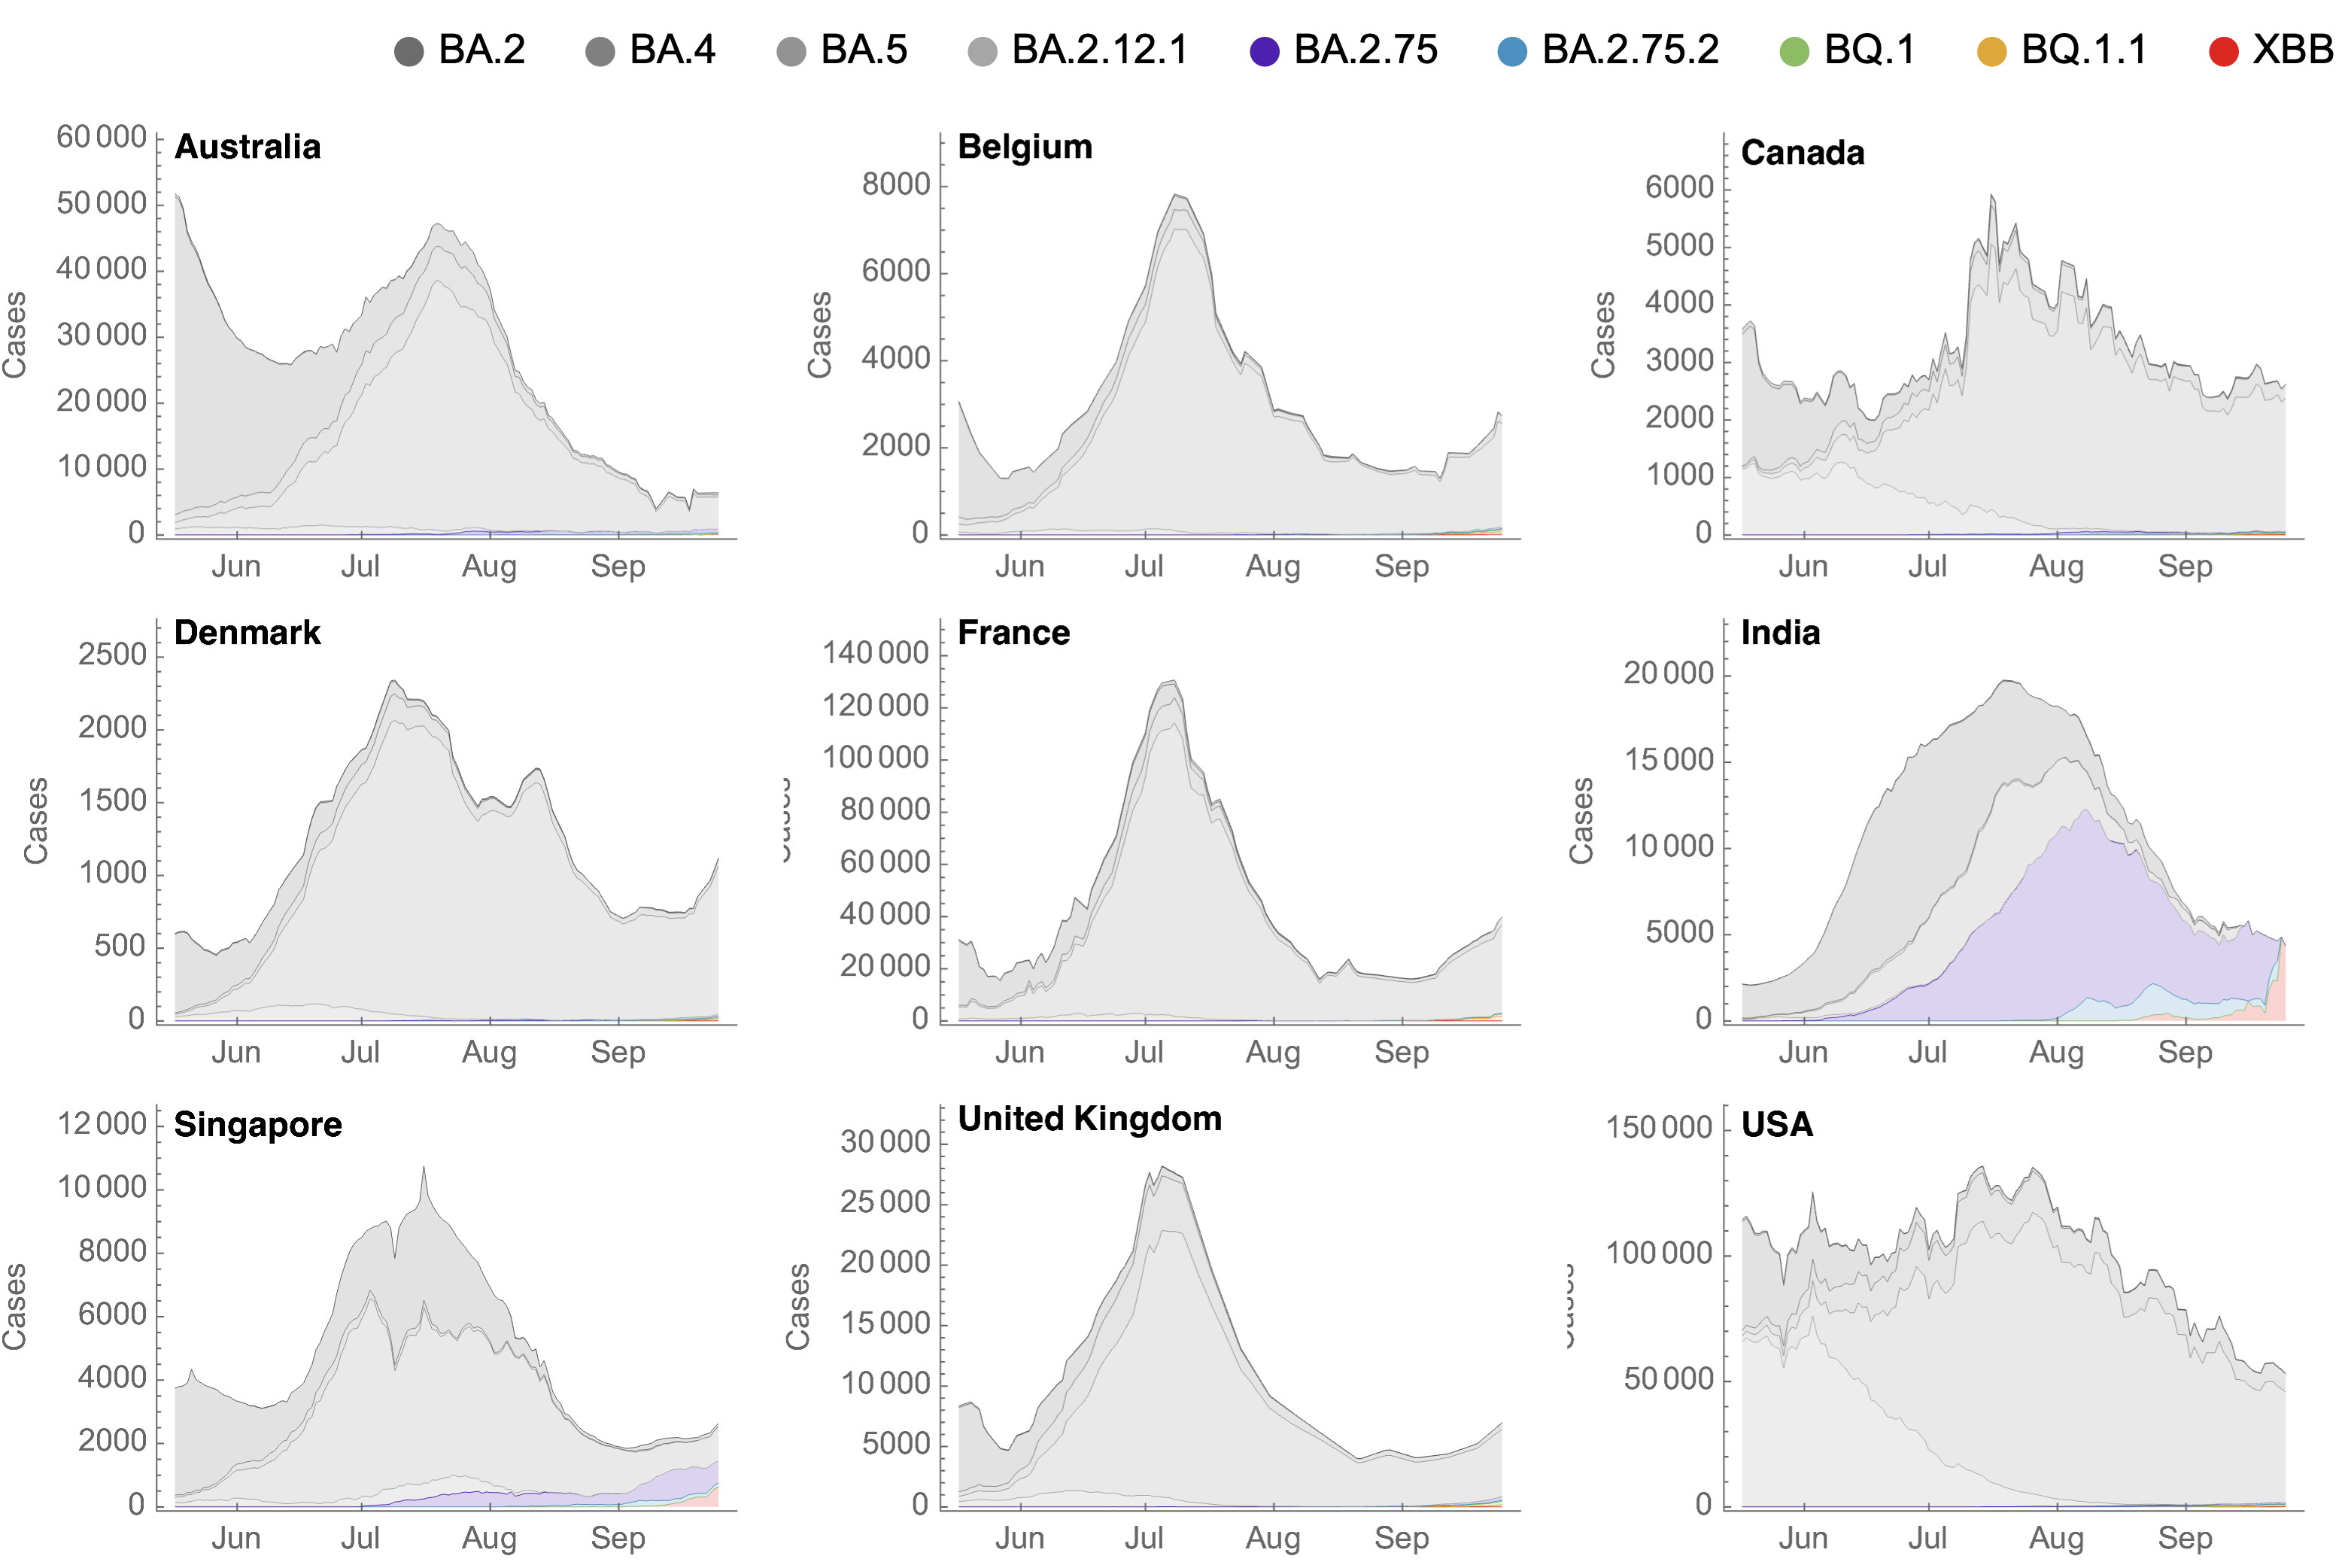 BA.2 BA.4 BA.5 BA.2.12.1 BA.2.75 BA.2.75.2 BQ.1 BQ.1.1 XBB
Australia
Cases
60 000
50 000
40 000
30 000
20 000
10 000
0
Jun Jul Aug Sep
Belgium
Cases
8000
6000
4000
2000
0
Jun Jul Aug Sep
Canada
Cases
6000
5000
4000
3000
2000
1000
0
Jun Jul Aug Sep
Denmark
Cases
2500
2000
1500
1000
500
0
Jun Jul Aug Sep
France
Cases
140 000
120 000
100 000
80 000
60 000
40 000
20 000
0
Jun Jul Aug Sep
India
Cases
20 000
15 000
10 000
5000
0
Jun Jul Aug Sep
Singapore
Cases
12 000
10 000
8000
6000
4000
2000
0
Jun Jul Aug Sep
United Kingdom
Cases
30 000
25 000
20 000
15 000
10 000
5000
0
Jun Jul Aug Sep
USA
Cases
150 000
100 000
50 000
0
Jun Jul Aug Sep